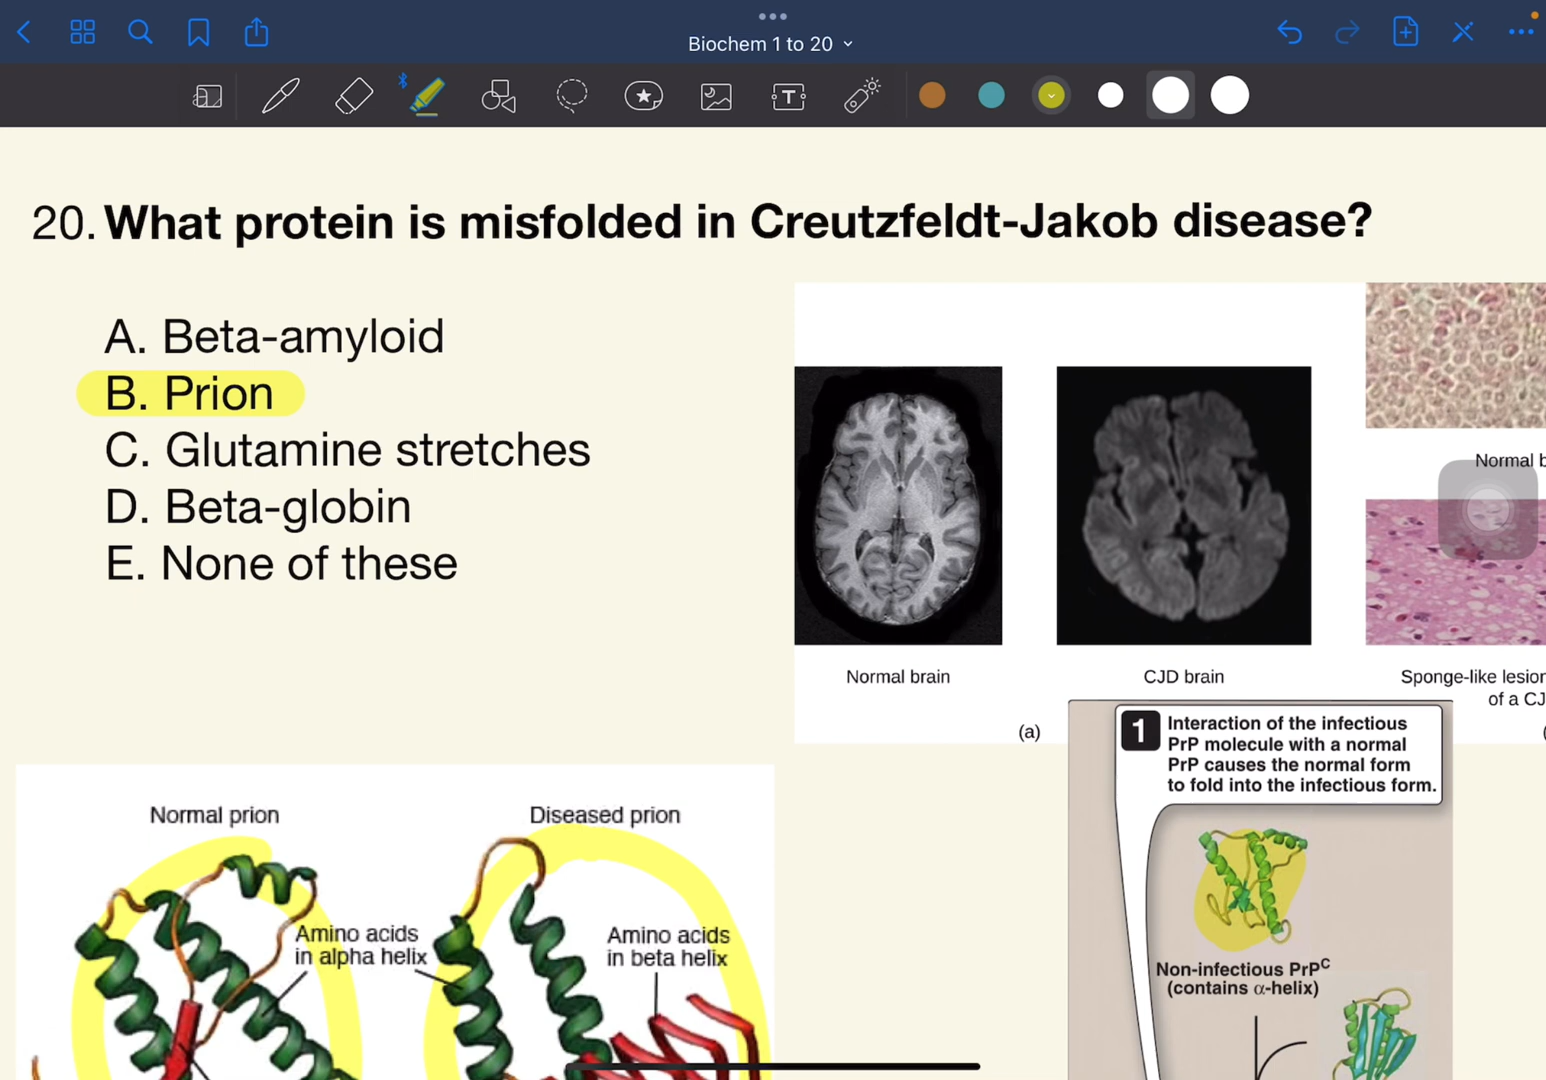 Biochem 1 to 20
20. What protein is misfolded in Creutzfeldt-Jakob disease?
A. Beta-amyloid
B. Prion
C. Glutamine stretches
D. Beta-globin
E. None of these
Normal brain
CJD brain
(a)
Normal
Sponge-like
of a
1
Interaction of the infectious
PrP molecule with a normal
PrP causes the normal form
to fold into the infectious form.
Normal prion
Diseased prion
Amino acids
in alpha helix
Amino acids
in beta helix
Non-infectious PrPC
(contains α-helix)